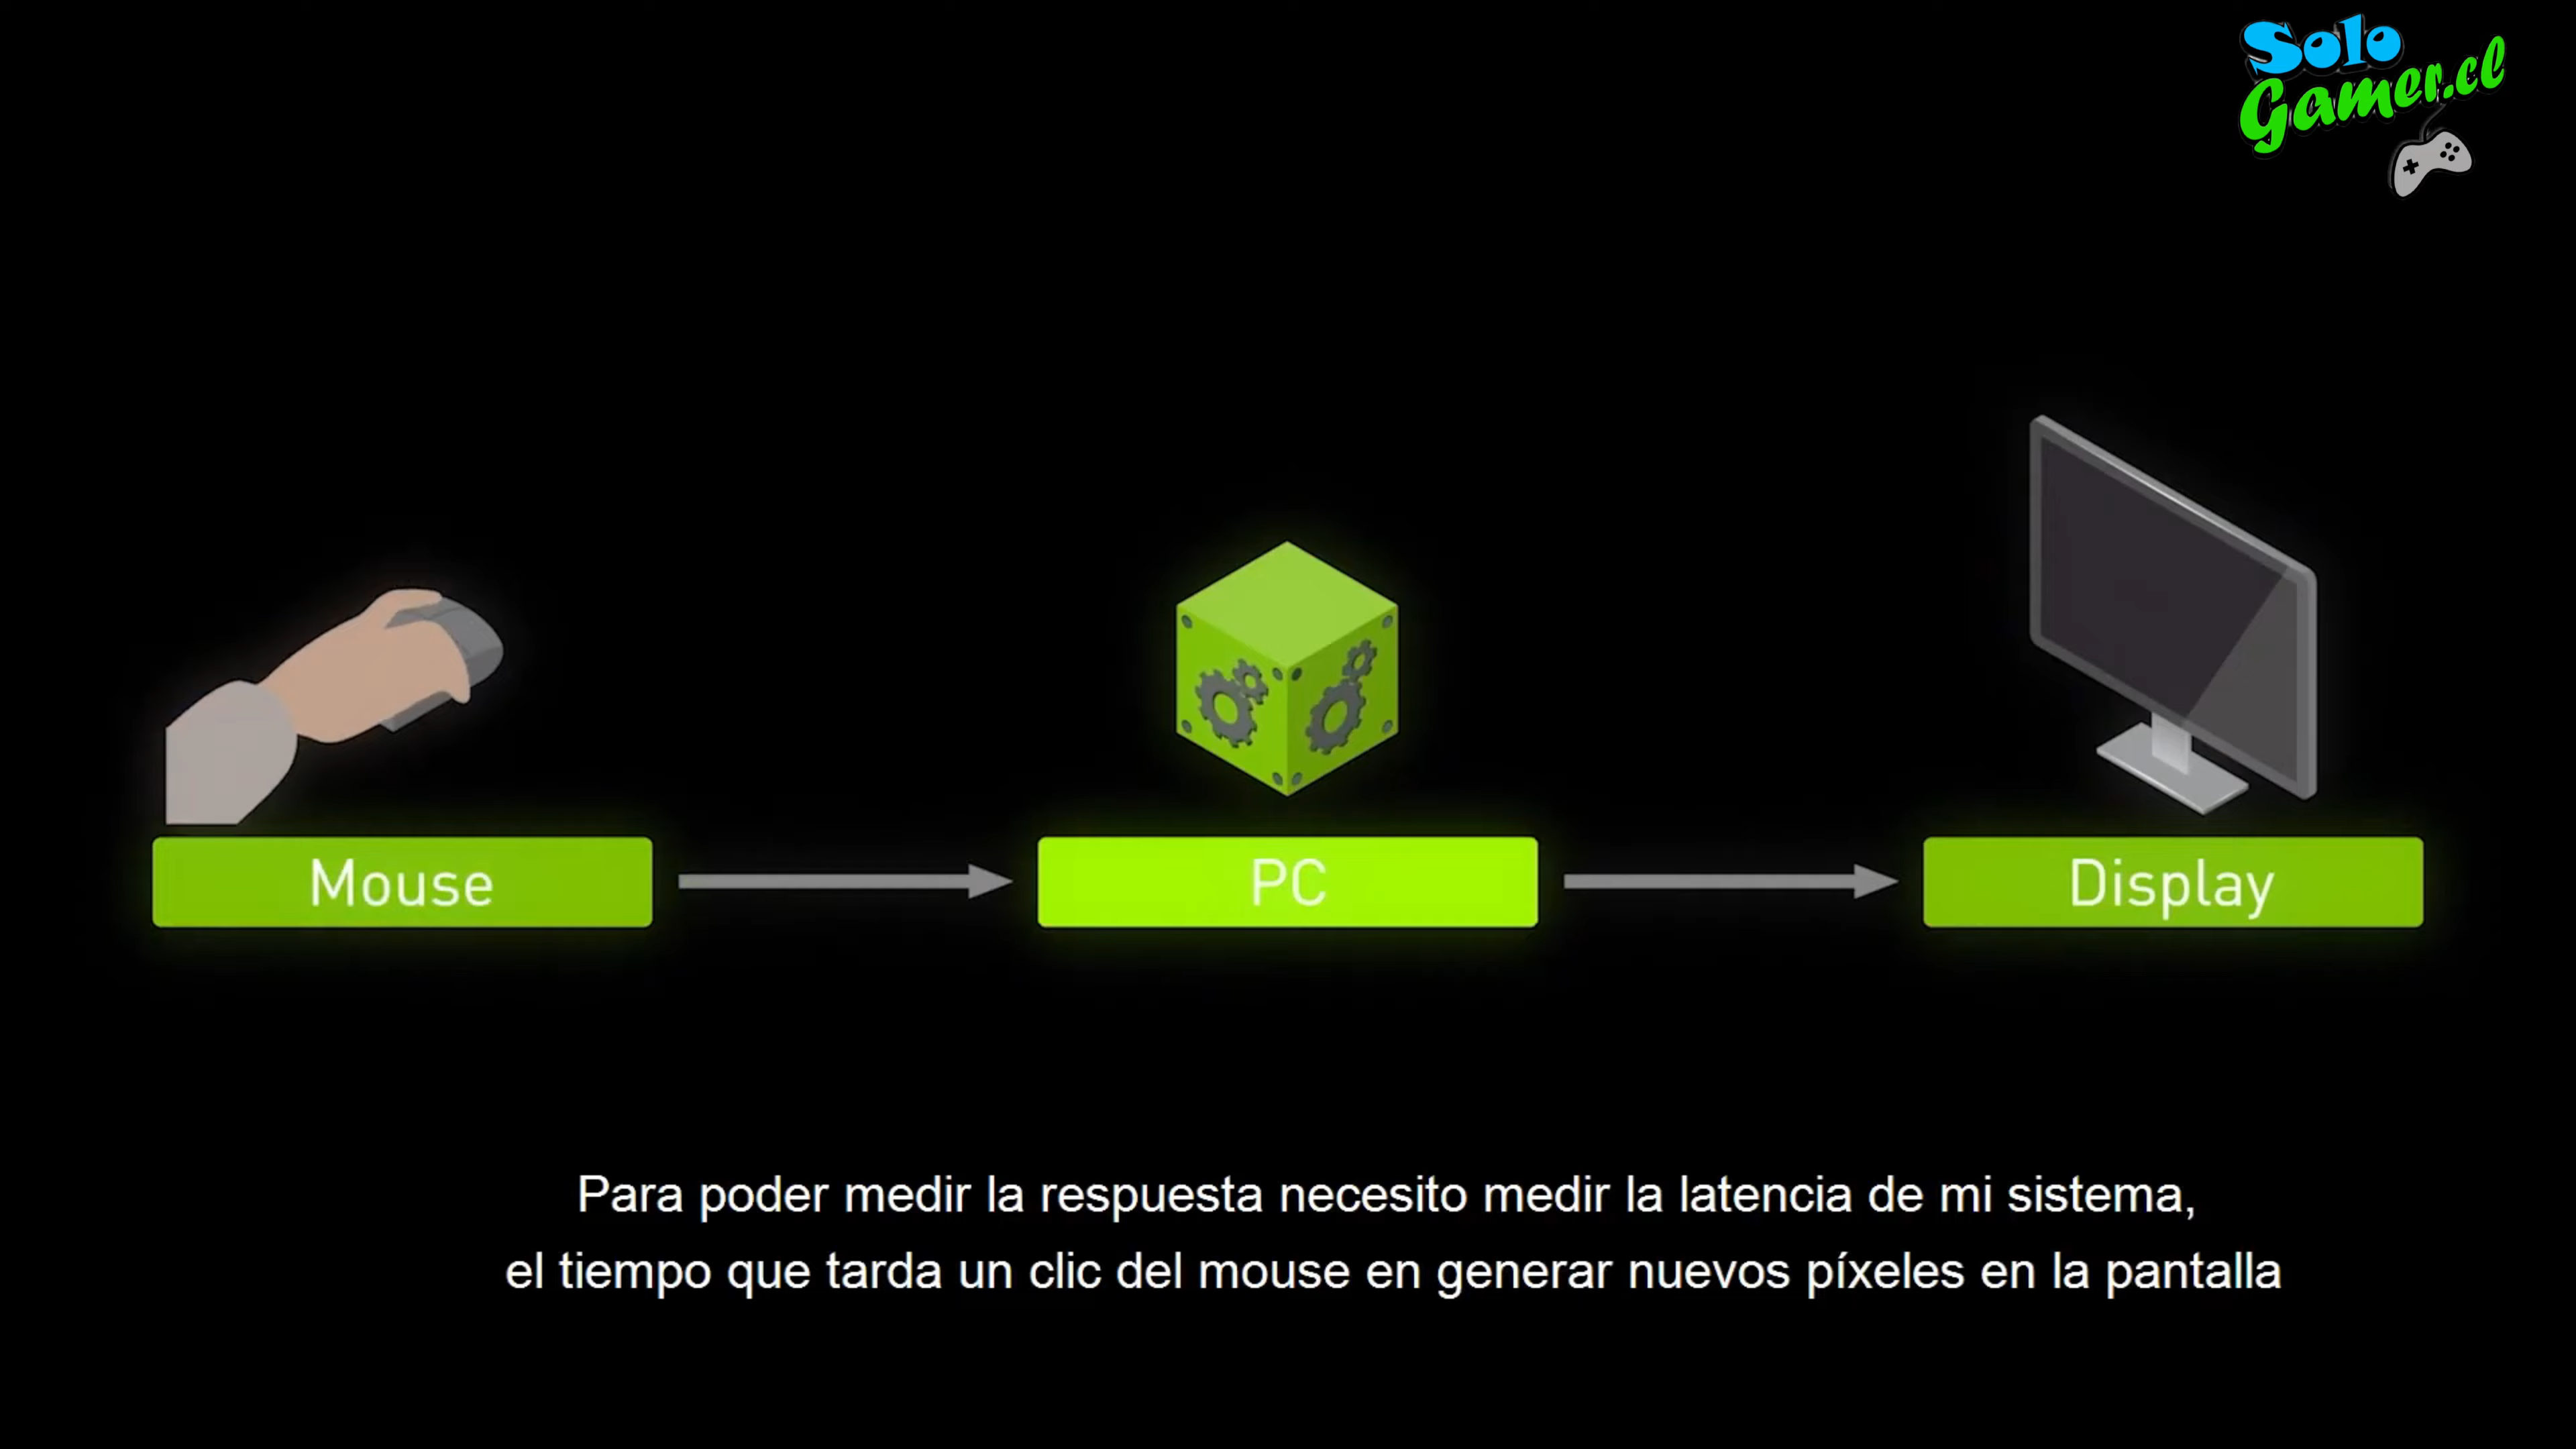 Solo
Gamer.cl
Mouse
PC
Display
Para poder medir la respuesta necesito medir la latencia de mi sistema,
el tiempo que tarda un clic del mouse en generar nuevos píxeles en la pantalla